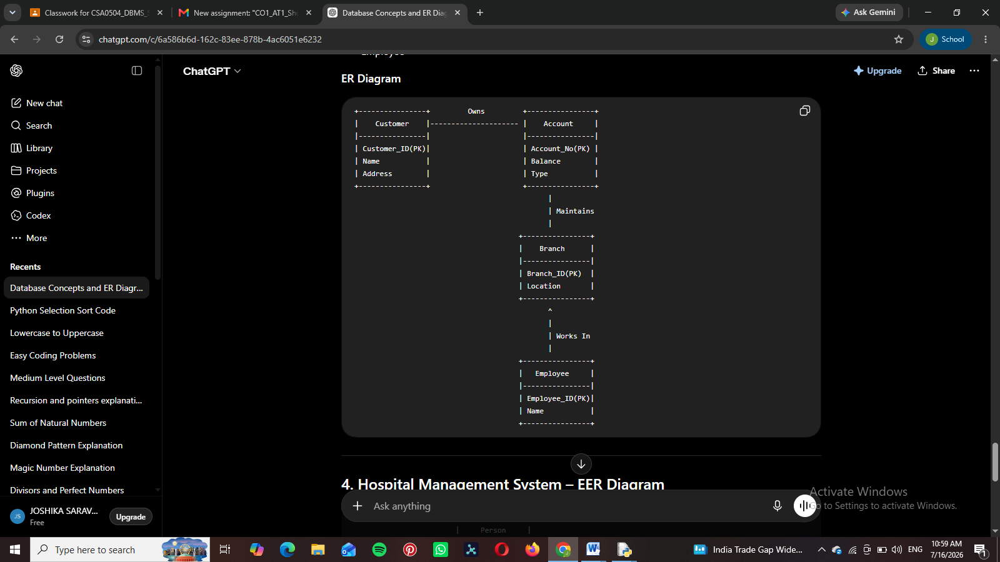 Classwork for CSA0504_DBMS_
New assignment: "CO1_AT1_Sh
Database Concepts and ER Diag
Ask Gemini
chatgpt.com/c/6a586b6d-162c-83ee-878b-4ac6051e6232
J
School
ChatGPT
Employee
Upgrade
Share
New chat
Search
Library
Projects
Plugins
Codex
More
Recents
Database Concepts and ER Diagr...
Python Selection Sort Code
Lowercase to Uppercase
Easy Coding Problems
Medium Level Questions
Recursion and pointers explanati...
Sum of Natural Numbers
Diamond Pattern Explanation
Magic Number Explanation
Divisors and Perfect Numbers
JS
JOSHIKA SARAV...
Free
Upgrade
ER Diagram
+----------------+ Owns +----------------+
| Customer |--------------------- | Account |
|----------------| |----------------|
| Customer_ID(PK)| | Account_No(PK) |
| Name | | Balance |
| Address | | Type |
+----------------+ +----------------+
|
| Maintains
|
+----------------+
| Branch |
|----------------|
| Branch_ID(PK) |
| Location |
+----------------+
^
|
| Works In
|
+----------------+
| Employee |
|----------------|
| Employee_ID(PK)|
| Name |
+----------------+
4. Hospital Management System – EER Diagram
Ask anything
| Person |
Activate Windows
Go to Settings to activate Windows.
Type here to search
India Trade Gap Wide...
ENG
10:59 AM
7/16/2026
1